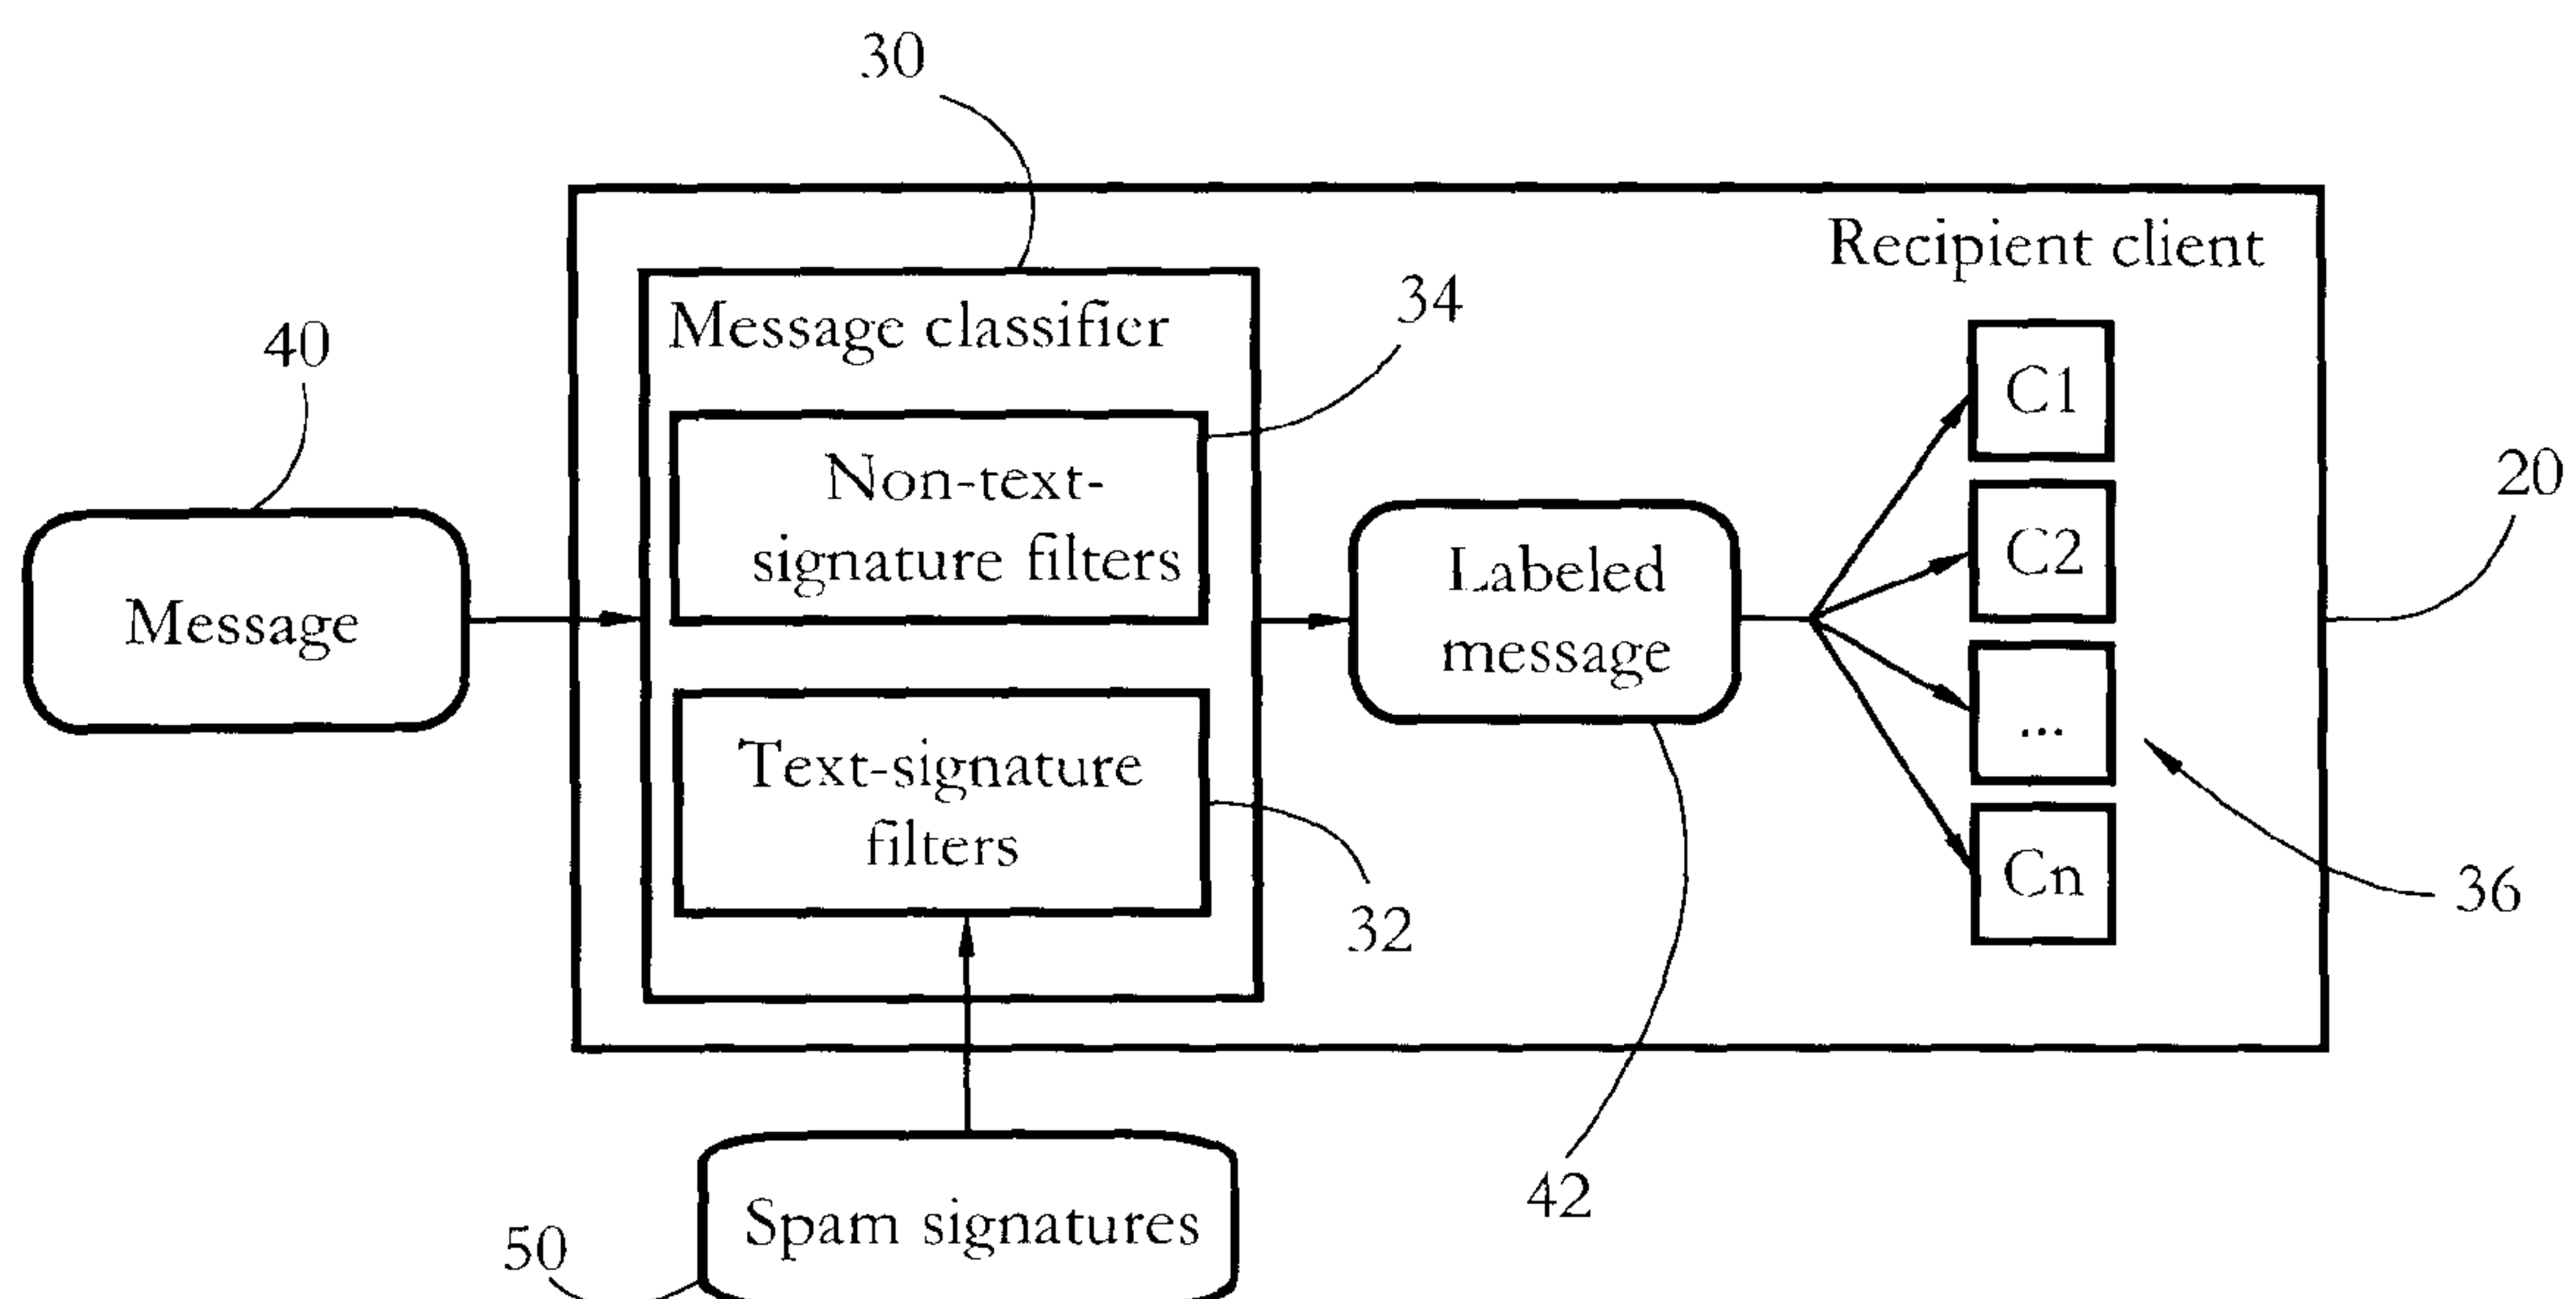 30
Recipient client
34
Message classifier
40
C1
Non-text-
signature filters
20
C2
Labeled
message
Message
...
Text-signature
filters
Cn
36
32
42
Spam signatures
50